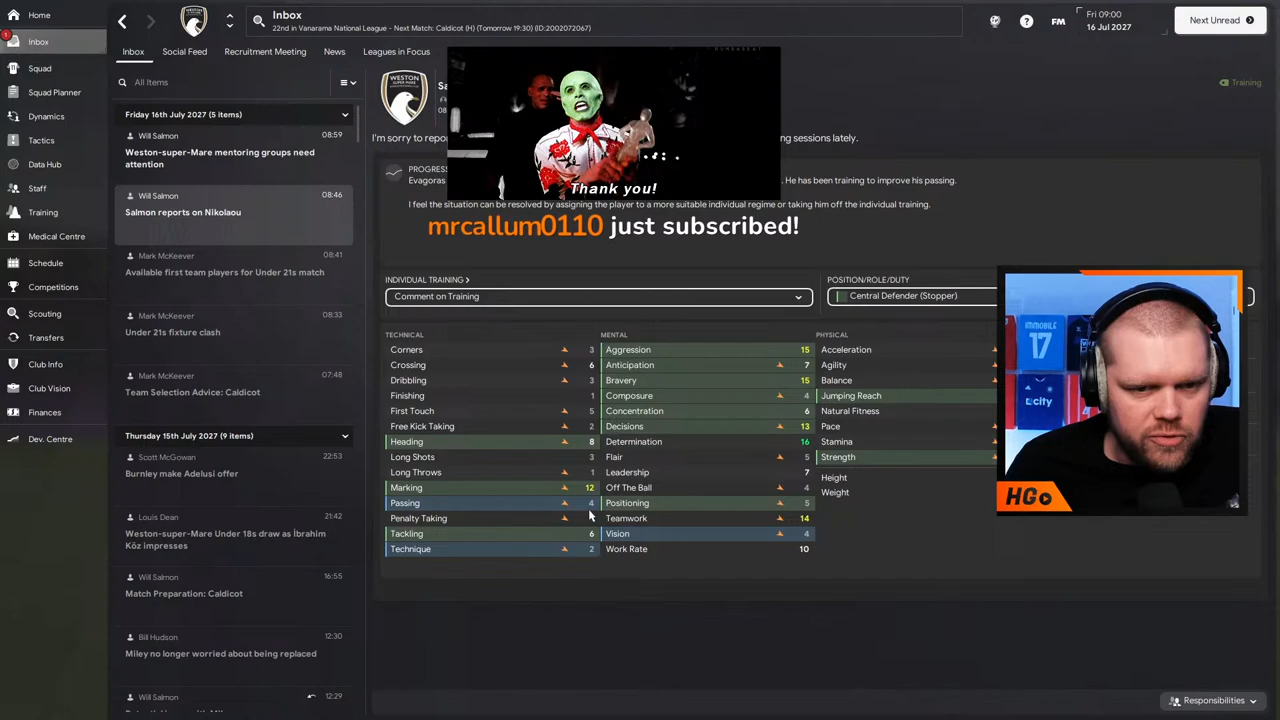 Inbox
22nd in Vanarama National League - Next Match: Caldicot (H) (Tomorrow 19:30) (ID:2002072067)
FM
Fri 09:00
16 Jul 2027
Next Unread
1
Home
Inbox
Squad
Squad Planner
Dynamics
Tactics
Data Hub
Staff
Training
Medical Centre
Schedule
Competitions
Scouting
Transfers
Club Info
Club Vision
Finances
Dev. Centre
Inbox
Social Feed
Recruitment Meeting
News
Leagues in Focus
All Items
Friday 16th July 2027 (5 items)
Will Salmon
08:59
Weston-super-Mare mentoring groups need
attention
Will Salmon
08:46
Salmon reports on Nikolaou
Mark McKeever
08:41
Available first team players for Under 21s match
Mark McKeever
08:33
Under 21s fixture clash
Mark McKeever
07:48
Team Selection Advice: Caldicot
Thursday 15th July 2027 (9 items)
Scott McGowan
22:53
Burnley make Adelusi offer
Louis Dean
21:42
Weston-super-Mare Under 18s draw as İbrahim
Köz impresses
Will Salmon
16:55
Match Preparation: Caldicot
Bill Hudson
12:30
Miley no longer worried about being replaced
Will Salmon
12:29
WESTON
SUPER MARE
Training
I'm sorry to repor
ing sessions lately.
Evagoras
. He has been training to improve his passing.
I feel the situation can be resolved by assigning the player to a more suitable individual regime or taking him off the individual training.
Thank you!
mrcallum0110 just subscribed!
INDIVIDUAL TRAINING
Comment on Training
POSITION/ROLE/DUTY
Central Defender (Stopper)
TECHNICAL
Corners 3
Crossing 6
Dribbling 3
Finishing 1
First Touch 5
Free Kick Taking 2
Heading 8
Long Shots 3
Long Throws 1
Marking 12
Passing 4
Penalty Taking
Tackling 6
Technique 2
MENTAL
Aggression 15
Anticipation 7
Bravery 15
Composure 4
Concentration 6
Decisions 13
Determination 16
Flair 5
Leadership 7
Off The Ball 4
Positioning 5
Teamwork 14
Vision 4
Work Rate 10
PHYSICAL
Acceleration
Agility
Balance
Jumping Reach
Natural Fitness
Pace
Stamina
Strength
Height
Weight
IMMOBILE
17
city
HG
Responsibilities